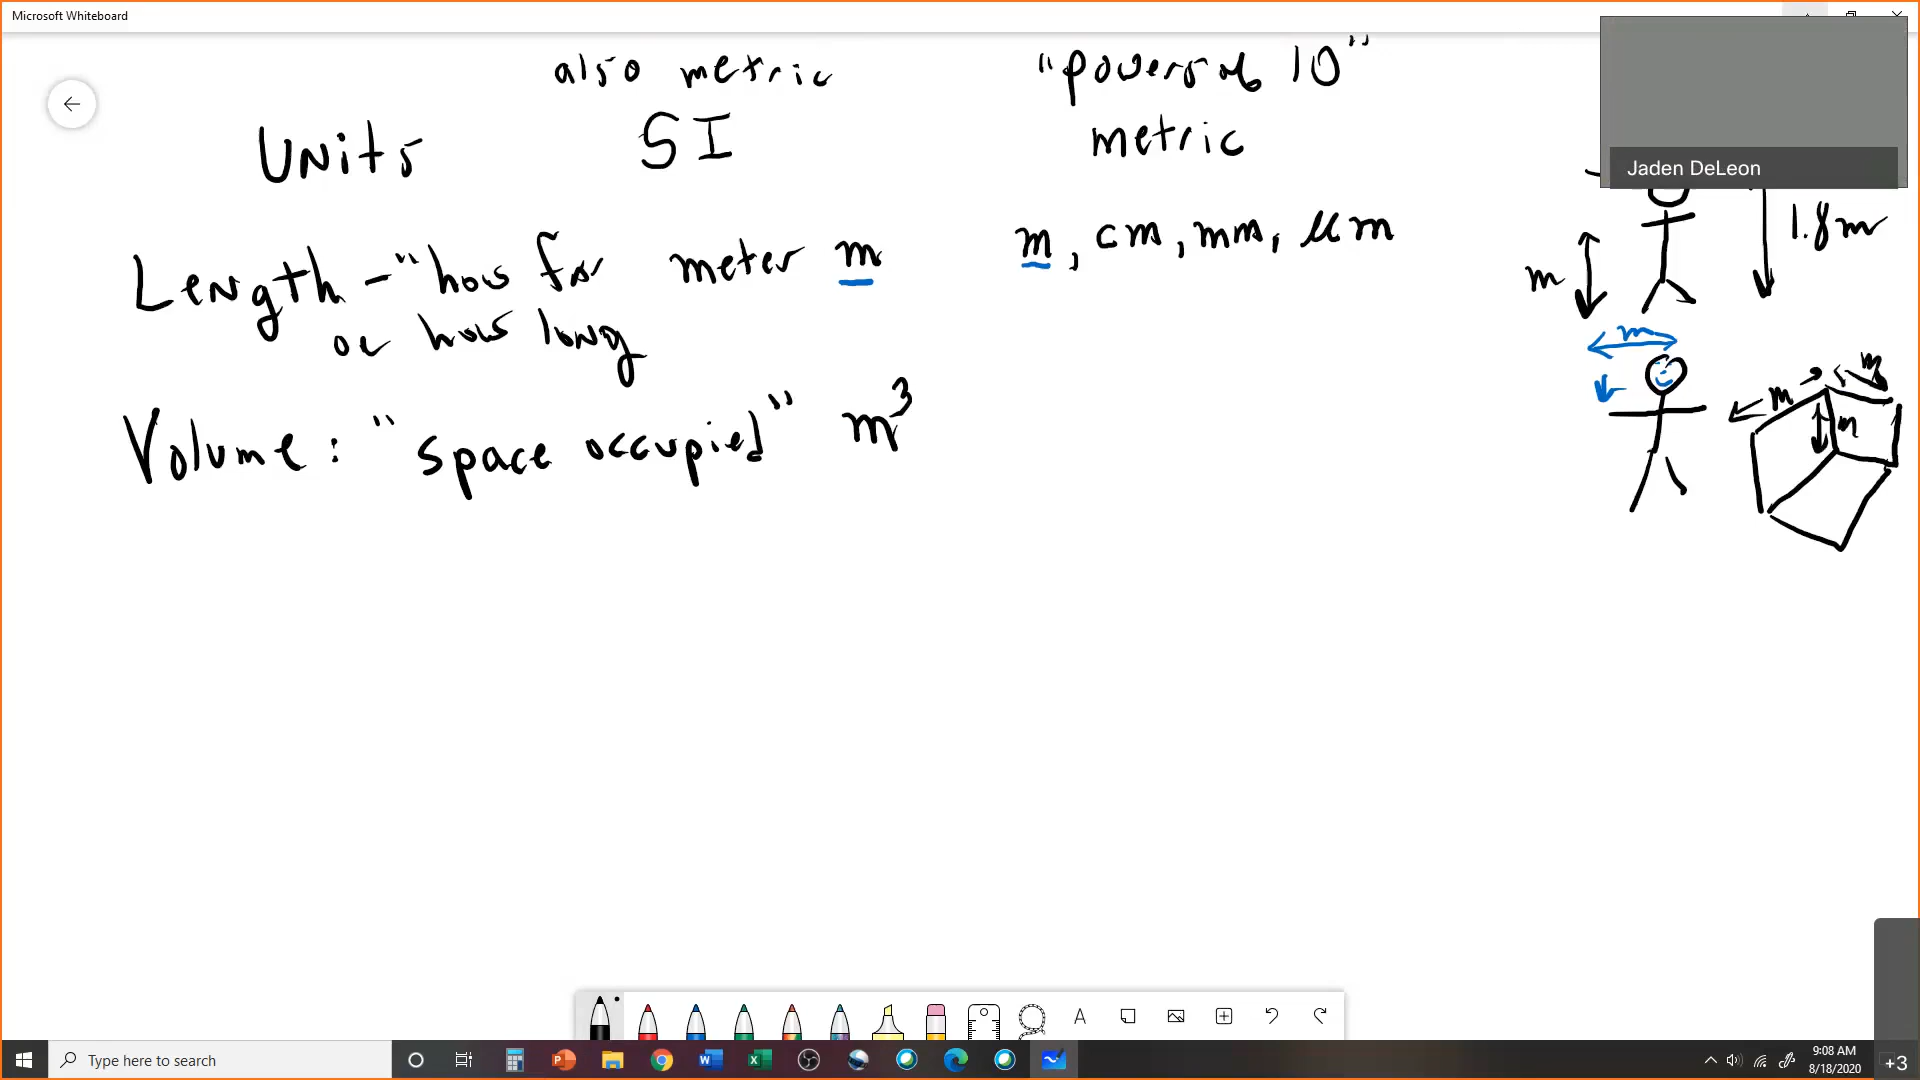 Microsoft Whiteboard
also metric "powers of 10"
Units SI metric
Jaden DeLeon
Length - "how far meter m m, cm, mm, μm
or how long
1.8m
m
m
Volume: "space occupied" m³
m
m
m
Type here to search
A
9:08 AM
8/18/2020
+3